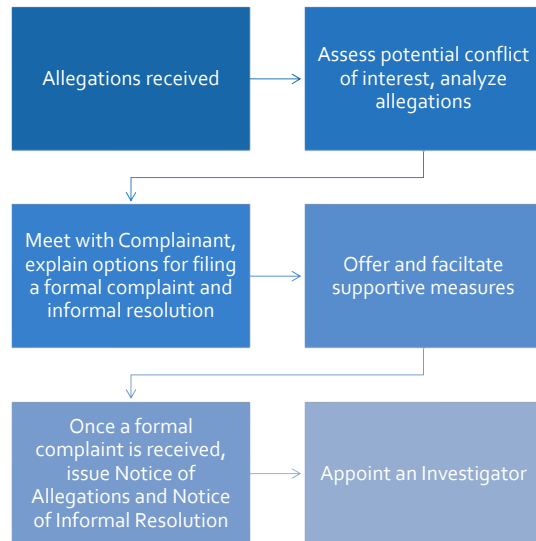 Allegations received
Assess potential conflict
of interest, analyze
allegations
Meet with Complainant,
explain options for filing
a formal complaint and
informal resolution
Offer and faciltate
supportive measures
Once a formal
complaint is received,
issue Notice of
Allegations and Notice
of Informal Resolution
Appoint an Investigator